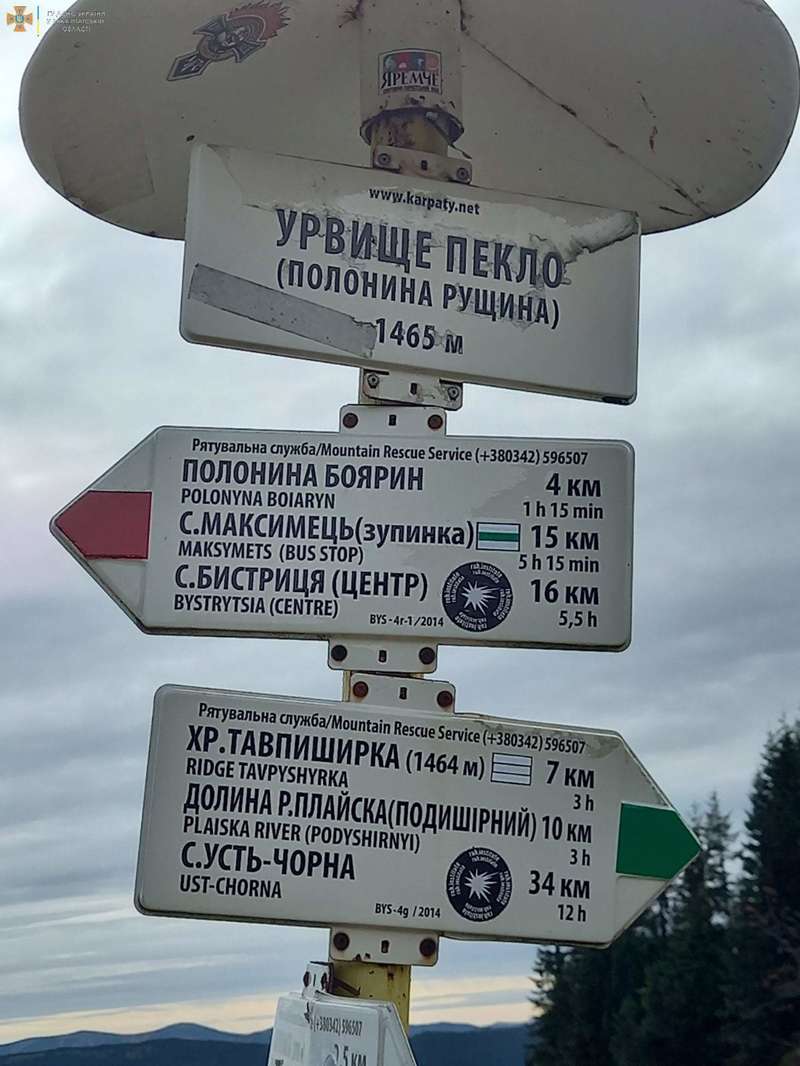 ЯРЕМЧЕ
www.karpaty.net
УРВИЩЕ ПЕКЛО
(ПОЛОНИНА РУЩИНА)
1465 м
Рятувальна служба/Mountain Rescue Service (+380342) 596507
ПОЛОНИНА БОЯРИН 4 км
POLONYNA BOIARYN 1 h 15 min
С.МАКСИМЕЦЬ(зупинка) 15 км
MAKSYMETS (BUS STOP) 5 h 15 min
С.БИСТРИЦЯ (ЦЕНТР) 16 км
BYSTRYTSIA (CENTRE) BYS-4r-1/2014 5,5 h
Рятувальна служба/Mountain Rescue Service (+380342) 596507
ХР.ТАВПИШИРКА (1464 м) 7 км
RIDGE TAVPYSHYRKA 3 h
ДОЛИНА Р.ПЛАЙСКА(ПОДИШІРНИЙ) 10 км
PLAISKA RIVER (PODYSHIRNYI) 3 h
С.УСТЬ-ЧОРНА 34 км
UST-CHORNA BYS-4g/2014 12 h
(+380342) 596507